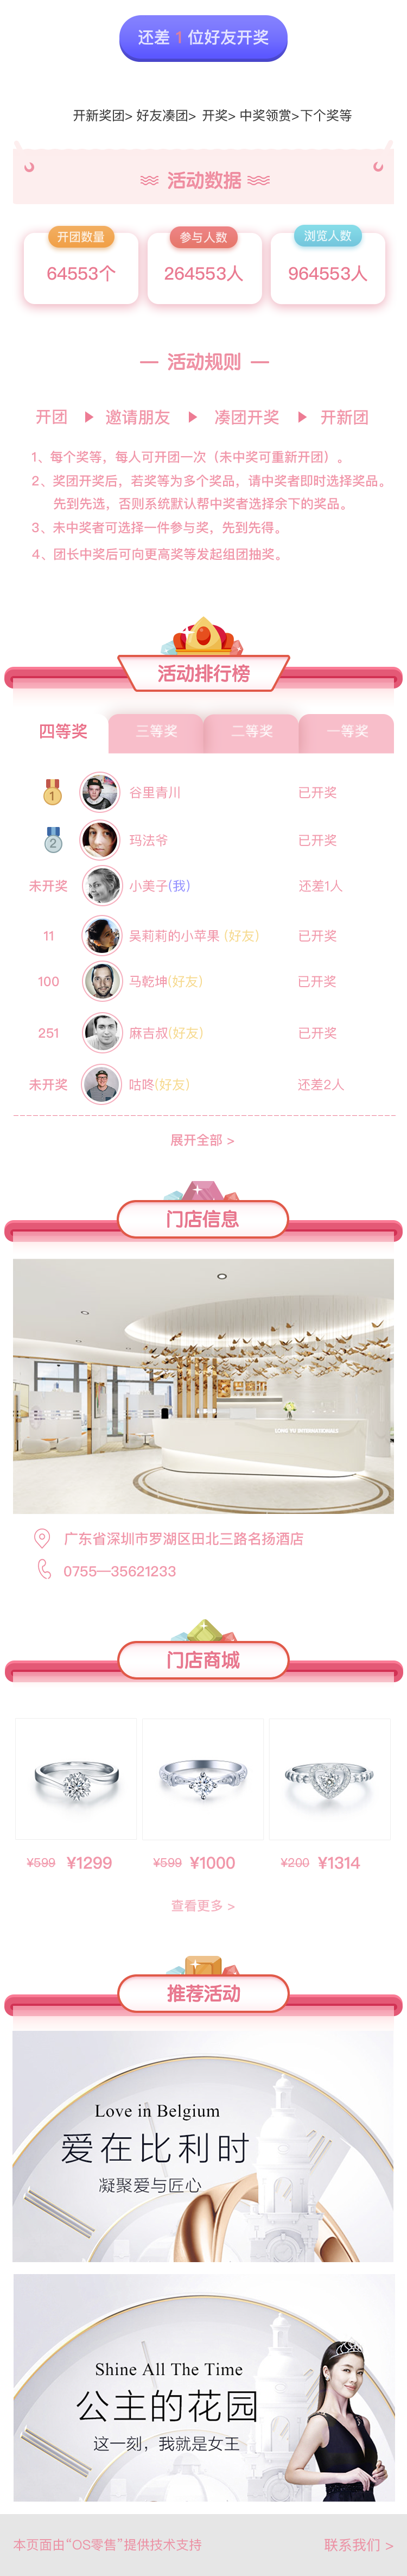 还差 1 位好友开奖
开新奖团> 好友凑团> 开奖> 中奖领赏>下个奖等
活动数据
开团数量 参与人数 浏览人数
64553个 264553人 964553人
活动规则
开团 邀请朋友 凑团开奖 开新团
1、每个奖等，每人可开团一次（未中奖可重新开团）。
2、奖团开奖后，若奖等为多个奖品，请中奖者即时选择奖品。
先到先选，否则系统默认帮中奖者选择余下的奖品。
3、未中奖者可选择一件参与奖，先到先得。
4、团长中奖后可向更高奖等发起组团抽奖。
活动排行榜
四等奖 三等奖 二等奖 一等奖
1 谷里青川 已开奖
2 玛法爷 已开奖
未开奖 小美子(我) 还差1人
11 吴莉莉的小苹果 (好友) 已开奖
100 马乾坤(好友) 已开奖
251 麻吉叔(好友) 已开奖
未开奖 咕咚(好友) 还差2人
展开全部 >
门店信息
广东省深圳市罗湖区田北三路名扬酒店
0755—35621233
门店商城
¥599 ¥1299 ¥599 ¥1000 ¥200 ¥1314
查看更多 >
推荐活动
Love in Belgium
爱在比利时
凝聚爱与匠心
Shine All The Time
公主的花园
这一刻，我就是女王
本页面由“OS零售”提供技术支持 联系我们 >